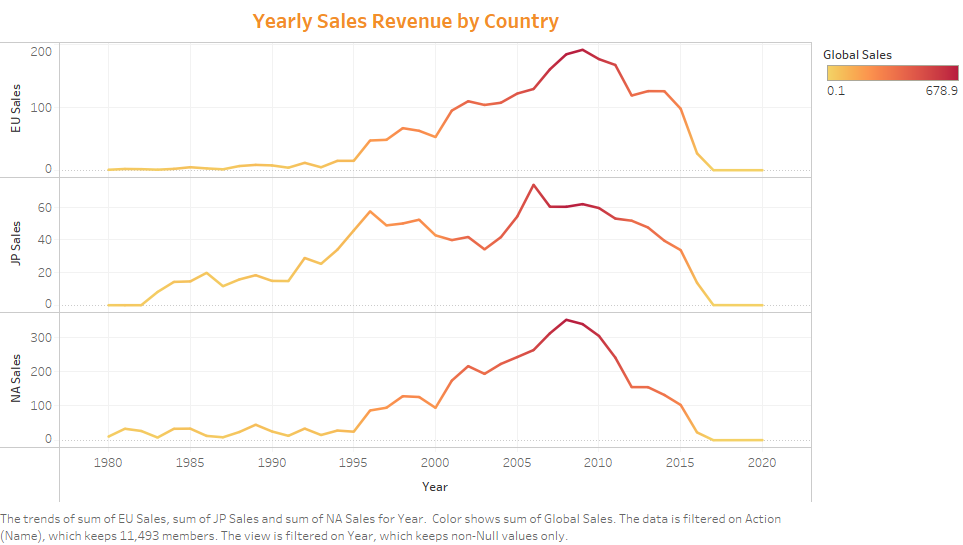 Yearly Sales Revenue by Country
Global Sales
0.1 678.9
EU Sales
200
100
0
JP Sales
60
40
20
0
NA Sales
300
200
100
0
1980 1985 1990 1995 2000 2005 2010 2015 2020
Year
The trends of sum of EU Sales, sum of JP Sales and sum of NA Sales for Year.  Color shows sum of Global Sales. The data is filtered on Action
(Name), which keeps 11,493 members. The view is filtered on Year, which keeps non-Null values only.